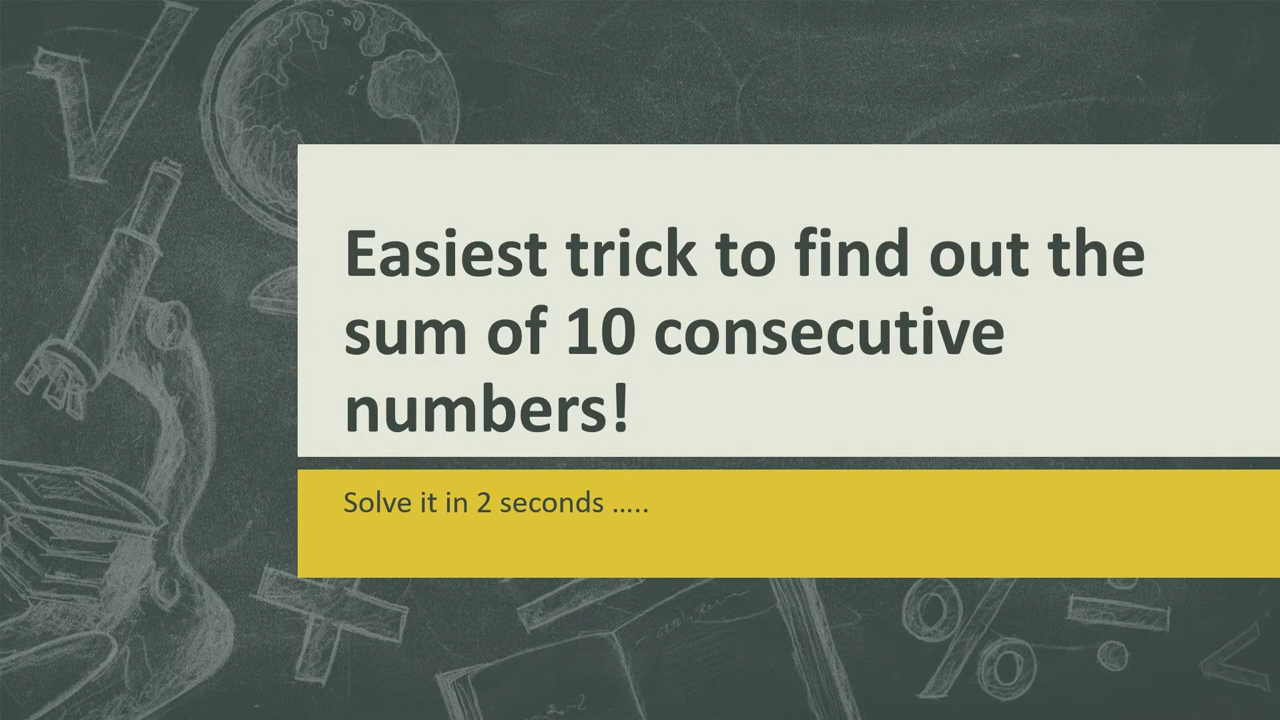 Easiest trick to find out the
sum of 10 consecutive
numbers!
Solve it in 2 seconds …..